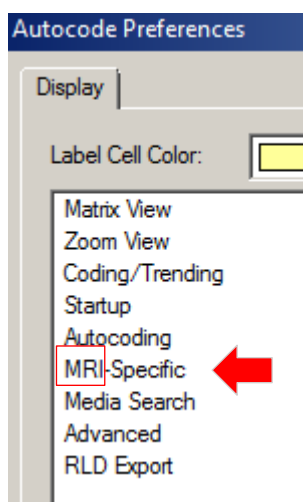 Autocode Preferences
Display
Label Cell Color:
Matrix View
Zoom View
Coding/Trending
Startup
Autocoding
MRI-Specific
Media Search
Advanced
RLD Export